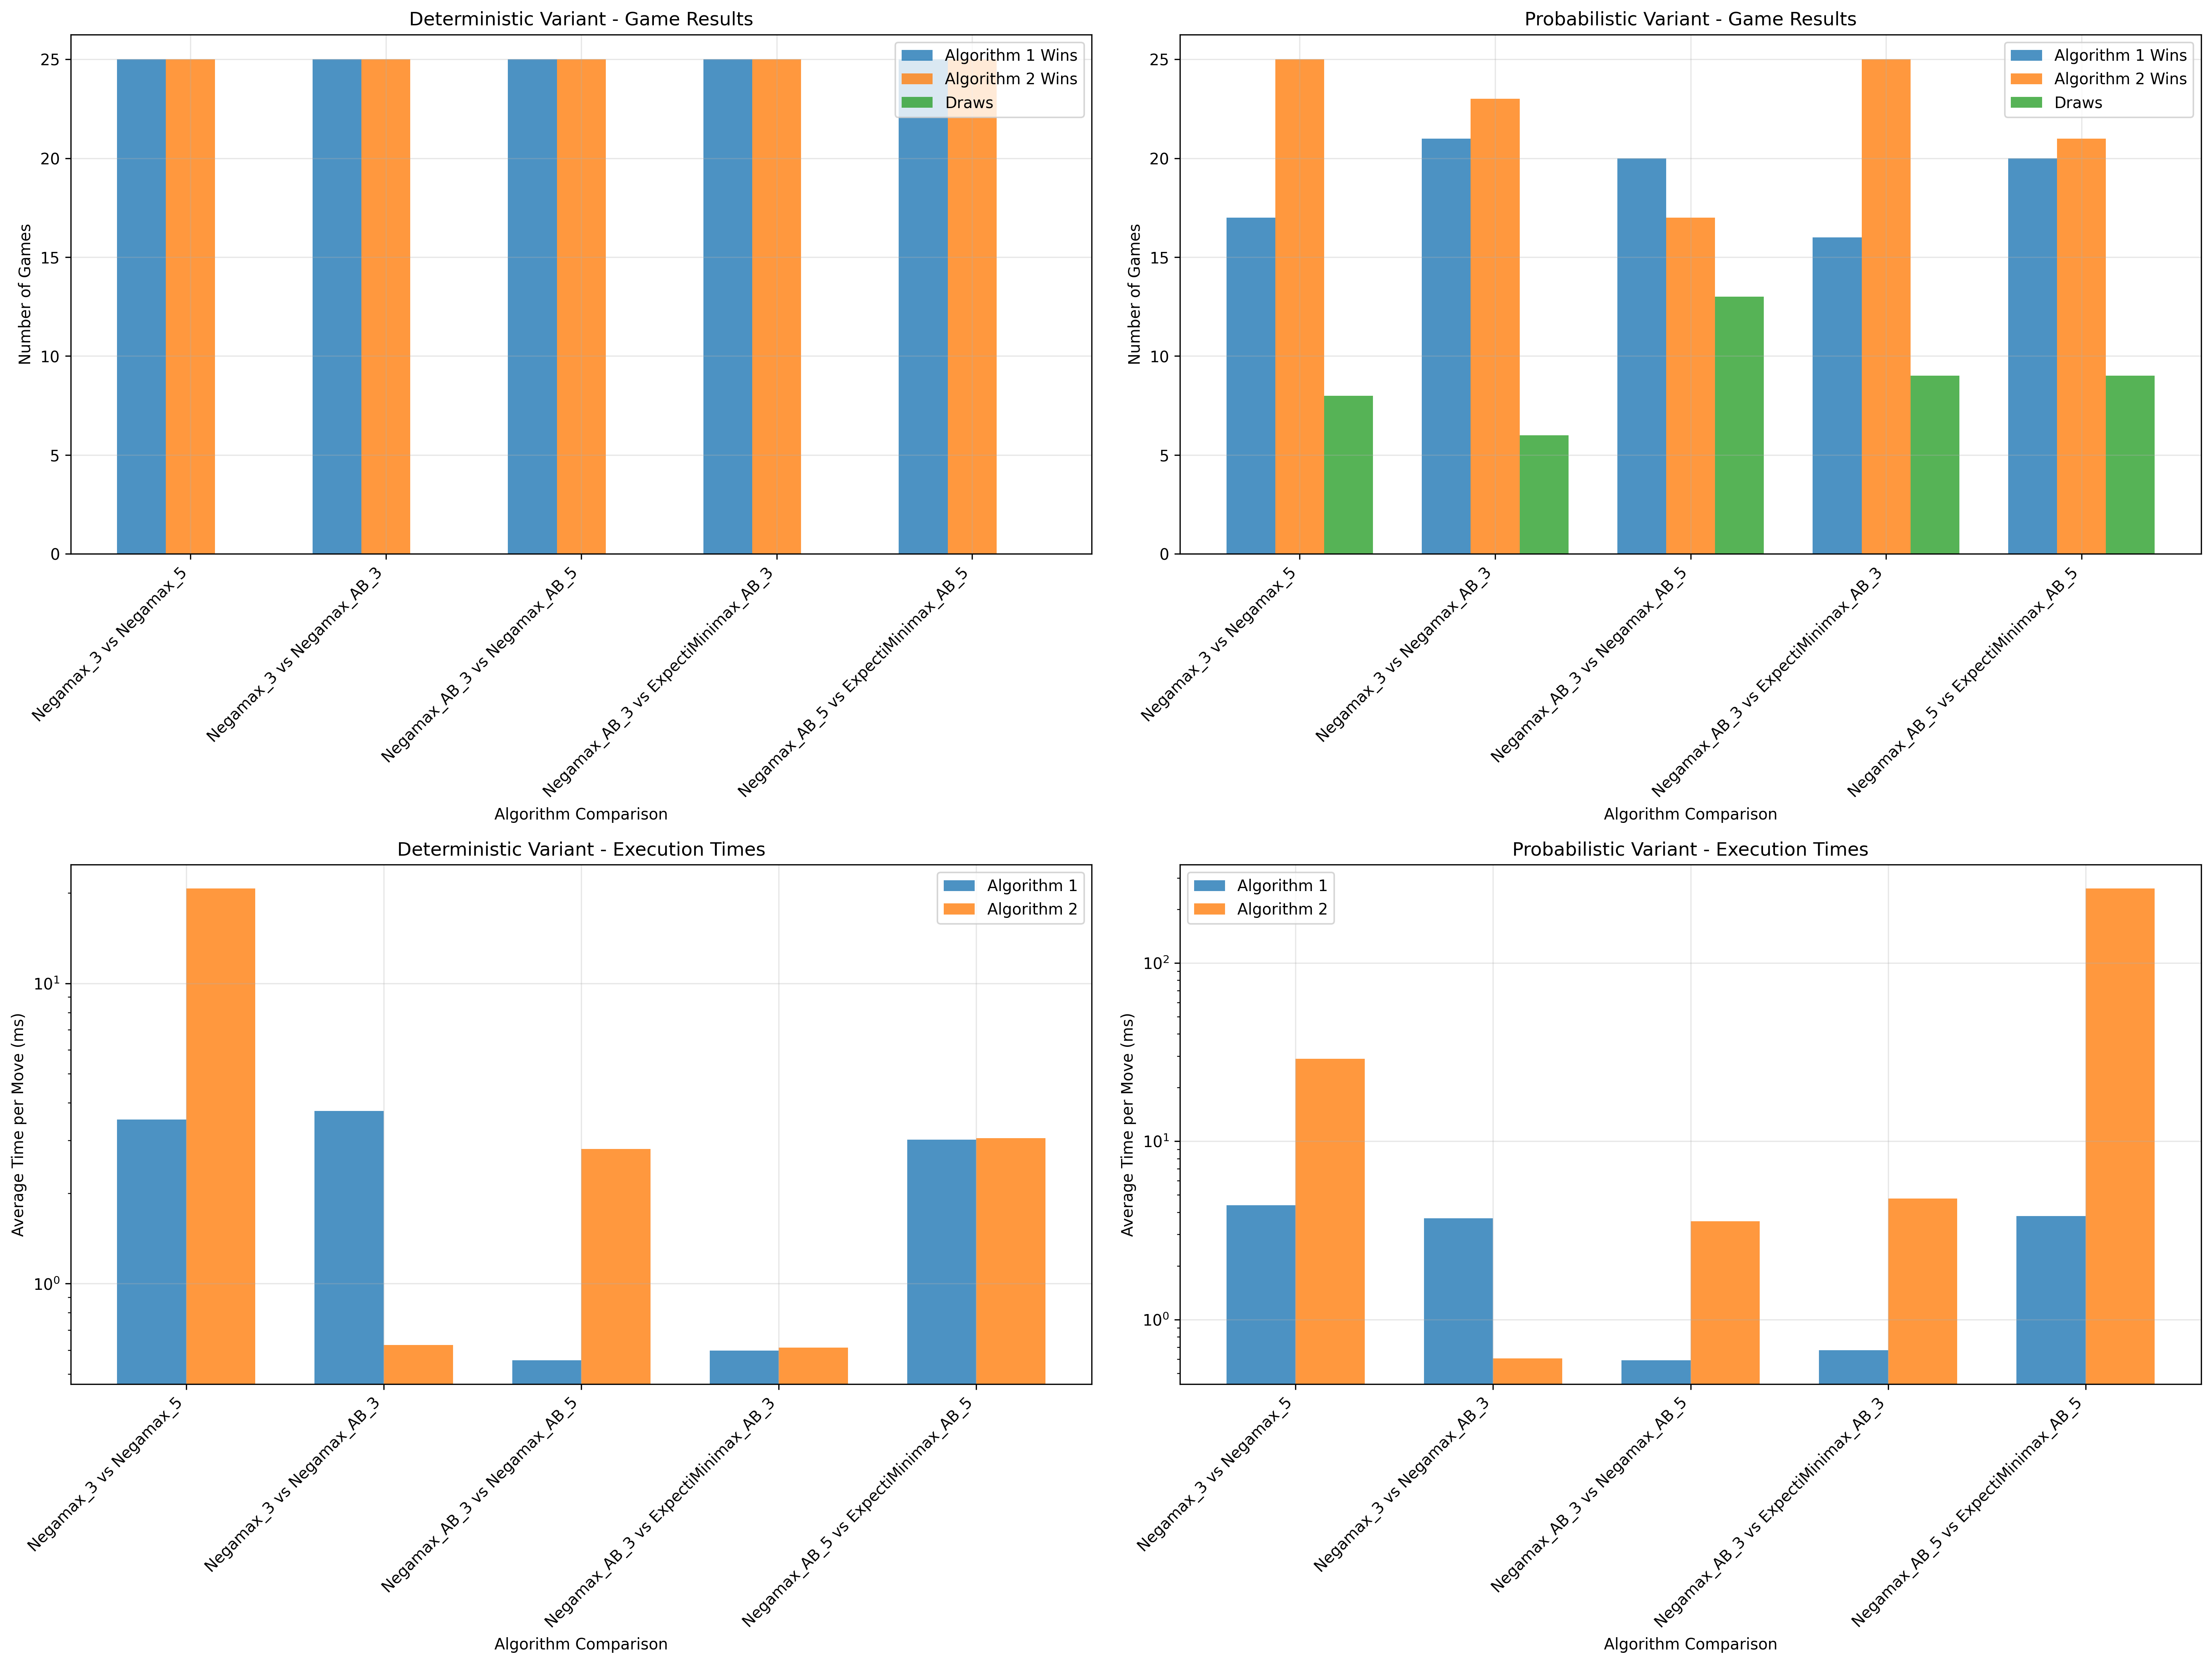 Deterministic Variant - Game Results
Number of Games
25
20
15
10
5
0
Algorithm 1 Wins
Algorithm 2 Wins
Draws
Negamax_3 vs Negamax_5
Negamax_3 vs Negamax_AB_3
Negamax_AB_3 vs Negamax_AB_5
Negamax_AB_3 vs ExpectiMinimax_AB_3
Negamax_AB_5 vs ExpectiMinimax_AB_5
Algorithm Comparison
Probabilistic Variant - Game Results
Number of Games
25
20
15
10
5
0
Algorithm 1 Wins
Algorithm 2 Wins
Draws
Negamax_3 vs Negamax_5
Negamax_3 vs Negamax_AB_3
Negamax_AB_3 vs Negamax_AB_5
Negamax_AB_3 vs ExpectiMinimax_AB_3
Negamax_AB_5 vs ExpectiMinimax_AB_5
Algorithm Comparison
Deterministic Variant - Execution Times
Average Time per Move (ms)
10¹
10⁰
Algorithm 1
Algorithm 2
Negamax_3 vs Negamax_5
Negamax_3 vs Negamax_AB_3
Negamax_AB_3 vs Negamax_AB_5
Negamax_AB_3 vs ExpectiMinimax_AB_3
Negamax_AB_5 vs ExpectiMinimax_AB_5
Algorithm Comparison
Probabilistic Variant - Execution Times
Average Time per Move (ms)
10²
10¹
10⁰
Algorithm 1
Algorithm 2
Negamax_3 vs Negamax_5
Negamax_3 vs Negamax_AB_3
Negamax_AB_3 vs Negamax_AB_5
Negamax_AB_3 vs ExpectiMinimax_AB_3
Negamax_AB_5 vs ExpectiMinimax_AB_5
Algorithm Comparison